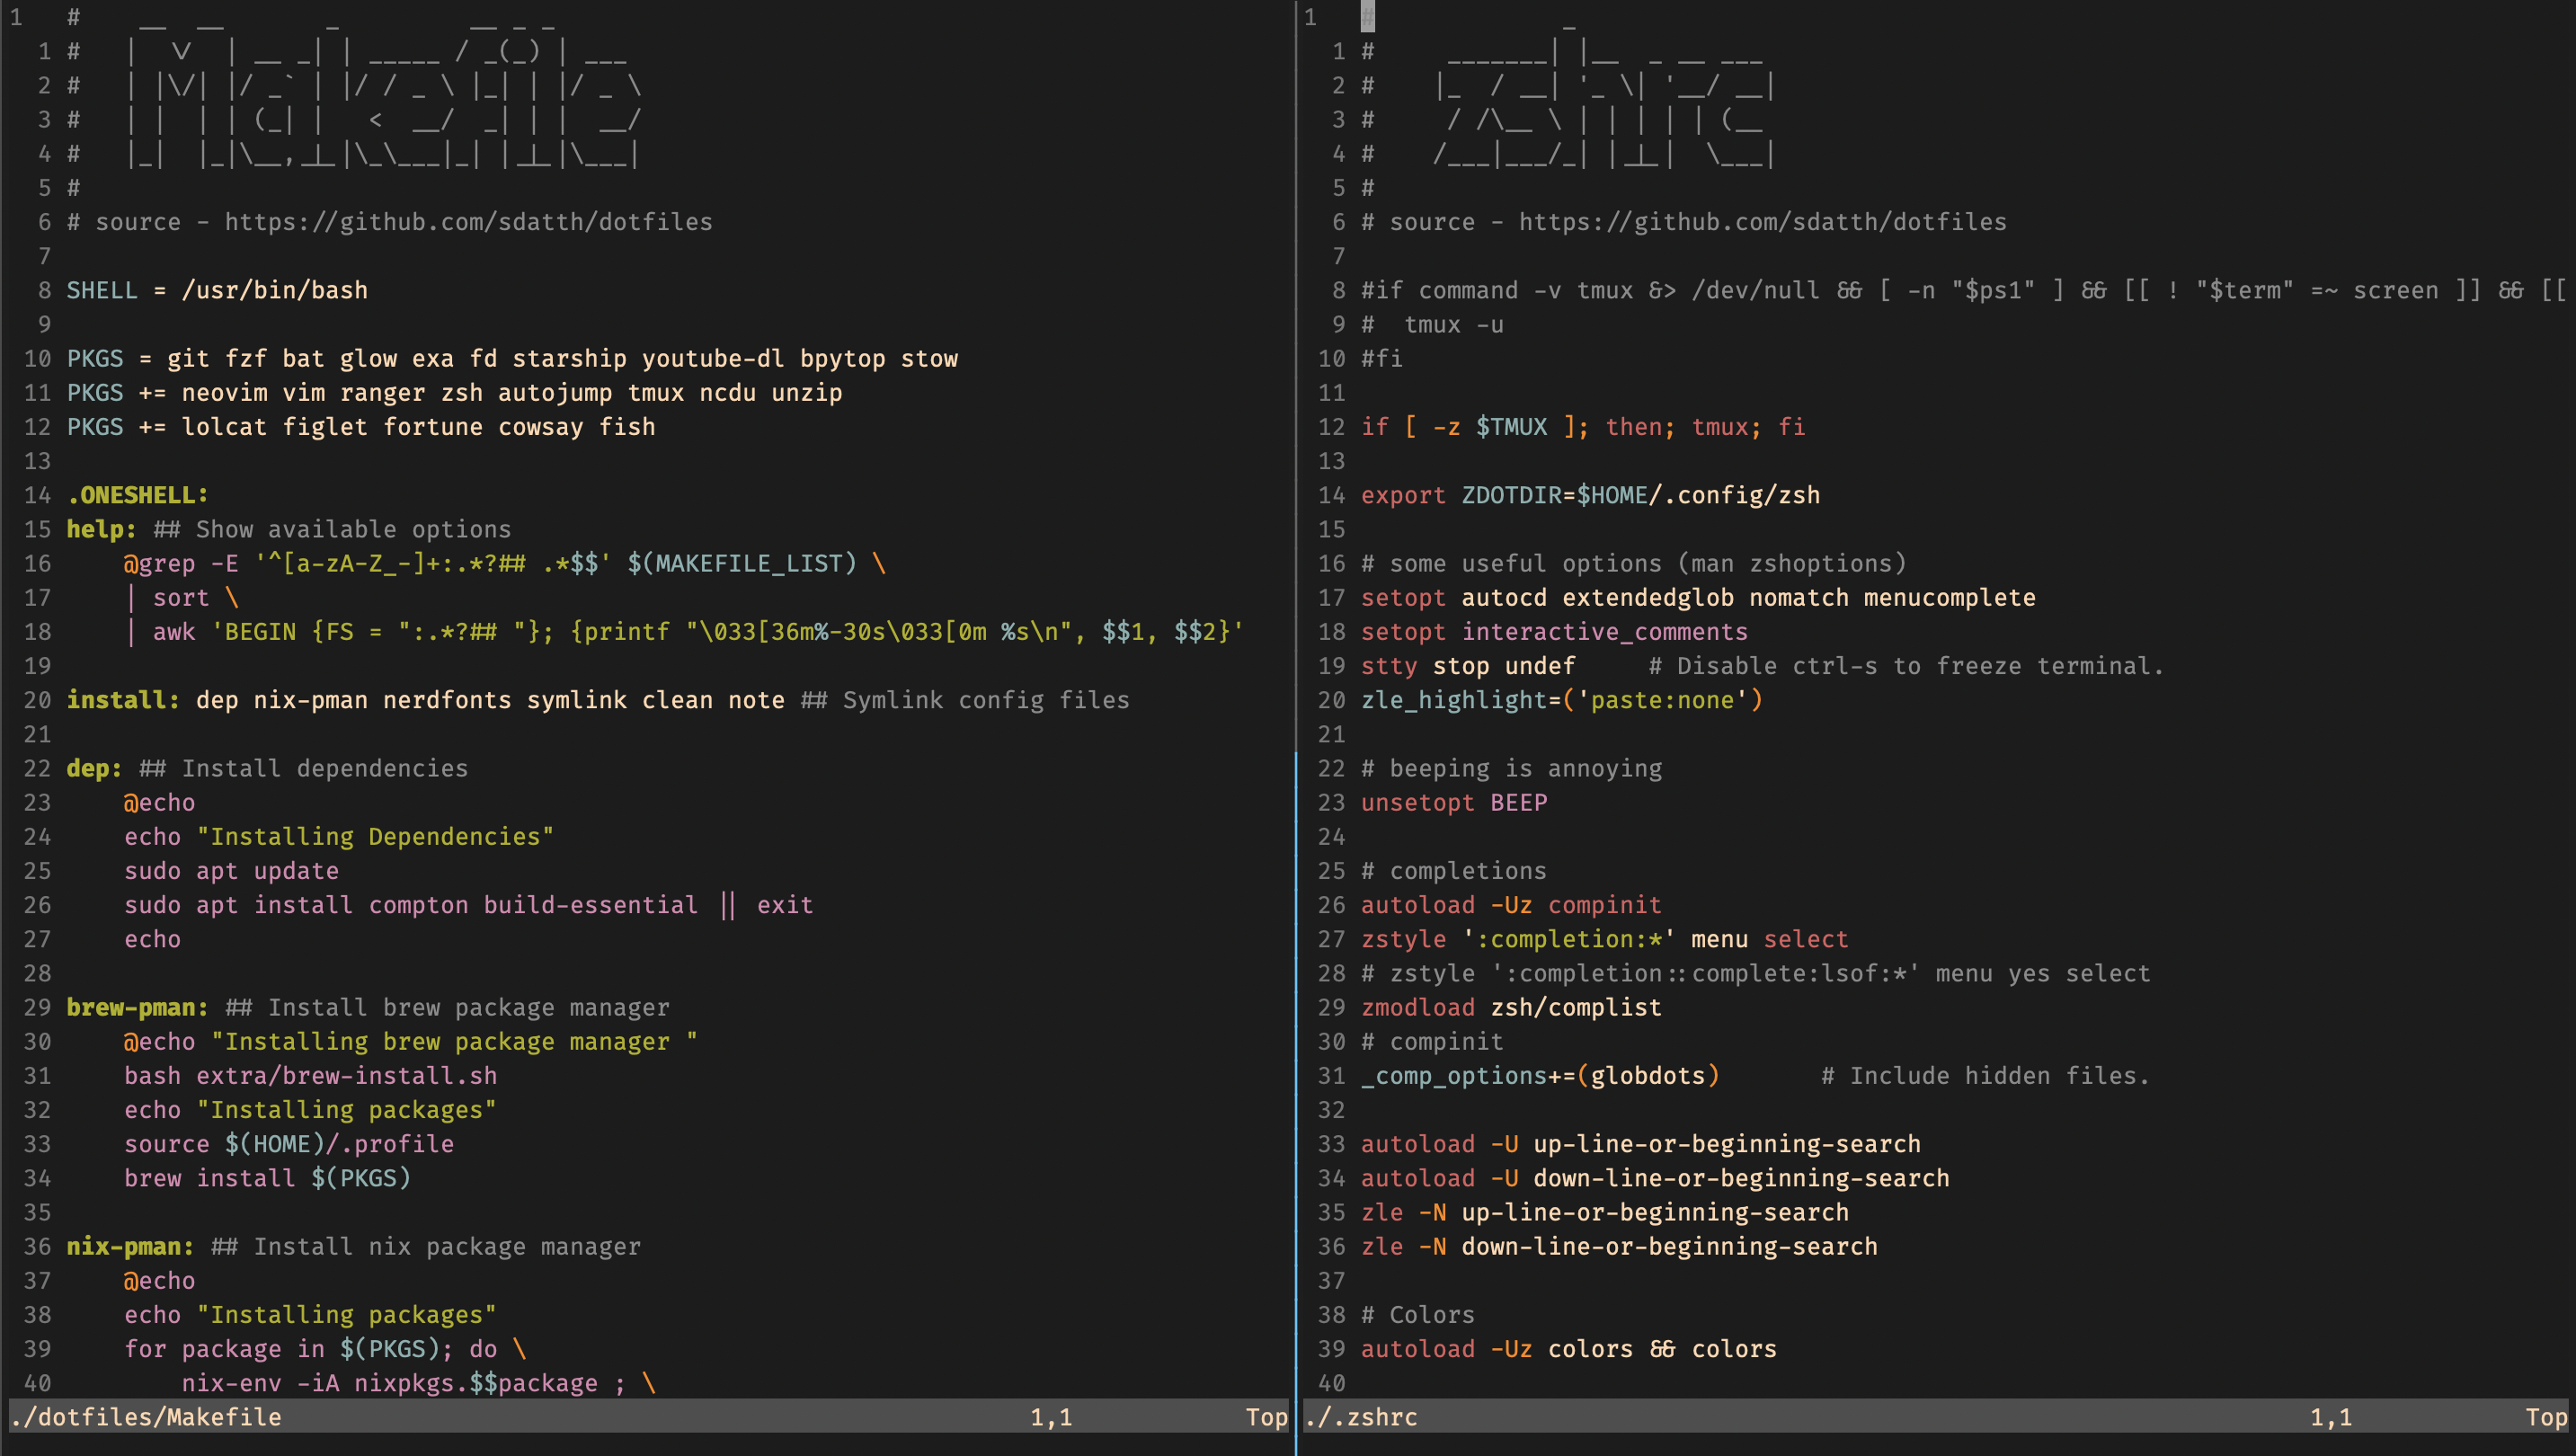 1   #     __  __       _         __ _ _
  1 #    |  \/  | __ _| | _____ / _(_) | ___
  2 #    | |\/| |/ _` | |/ / _ \ |_| | |/ _ \
  3 #    | |  | | (_| |   <  __/  _| | |  __/
  4 #    |_|  |_|\__,_|_|\_\___|_| |_|_|\___|
  5 #
  6 # source - https://github.com/sdatth/dotfiles
  7
  8 SHELL = /usr/bin/bash
  9
 10 PKGS = git fzf bat glow exa fd starship youtube-dl bpytop stow
 11 PKGS += neovim vim ranger zsh autojump tmux ncdu unzip
 12 PKGS += lolcat figlet fortune cowsay fish
 13
 14 .ONESHELL:
 15 help: ## Show available options
 16     @grep -E '^[a-zA-Z_-]+:.*?## .*$$' $(MAKEFILE_LIST) \
 17     | sort \
 18     | awk 'BEGIN {FS = ":.*?## "}; {printf "\033[36m%-30s\033[0m %s\n", $$1, $$2}'
 19
 20 install: dep nix-pman nerdfonts symlink clean note ## Symlink config files
 21
 22 dep: ## Install dependencies
 23     @echo
 24     echo "Installing Dependencies"
 25     sudo apt update
 26     sudo apt install compton build-essential || exit
 27     echo
 28
 29 brew-pman: ## Install brew package manager
 30     @echo "Installing brew package manager "
 31     bash extra/brew-install.sh
 32     echo "Installing packages"
 33     source $(HOME)/.profile
 34     brew install $(PKGS)
 35
 36 nix-pman: ## Install nix package manager
 37     @echo
 38     echo "Installing packages"
 39     for package in $(PKGS); do \
 40         nix-env -iA nixpkgs.$$package ; \
./dotfiles/Makefile 1,1 Top
1   #             _
  1 #     _______| |__  _ __ ___
  2 #    |_  / __| '_ \| '__/ __|
  3 #     / /\__ \ | | | | | (__
  4 #    /___|___/_| |_|_|  \___|
  5 #
  6 # source - https://github.com/sdatth/dotfiles
  7
  8 #if command -v tmux &> /dev/null && [ -n "$ps1" ] && [[ ! "$term" =~ screen ]] && [[
  9 #  tmux -u
 10 #fi
 11
 12 if [ -z $TMUX ]; then; tmux; fi
 13
 14 export ZDOTDIR=$HOME/.config/zsh
 15
 16 # some useful options (man zshoptions)
 17 setopt autocd extendedglob nomatch menucomplete
 18 setopt interactive_comments
 19 stty stop undef     # Disable ctrl-s to freeze terminal.
 20 zle_highlight=('paste:none')
 21
 22 # beeping is annoying
 23 unsetopt BEEP
 24
 25 # completions
 26 autoload -Uz compinit
 27 zstyle ':completion:*' menu select
 28 # zstyle ':completion::complete:lsof:*' menu yes select
 29 zmodload zsh/complist
 30 # compinit
 31 _comp_options+=(globdots)       # Include hidden files.
 32
 33 autoload -U up-line-or-beginning-search
 34 autoload -U down-line-or-beginning-search
 35 zle -N up-line-or-beginning-search
 36 zle -N down-line-or-beginning-search
 37
 38 # Colors
 39 autoload -Uz colors && colors
 40
./.zshrc 1,1 Top